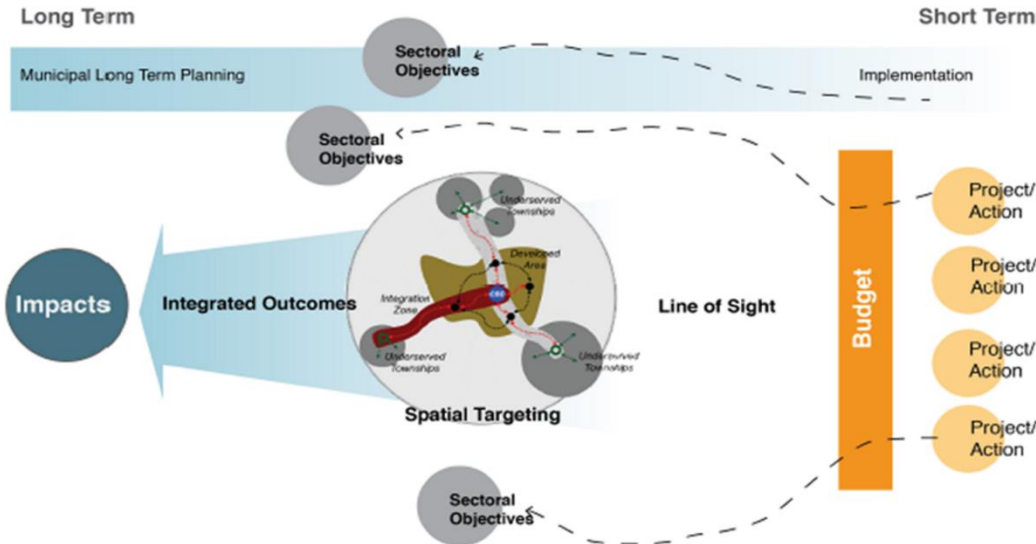 Long Term
Short Term
Sectoral
Objectives
Municipal Long Term Planning
Implementation
Sectoral
Objectives
Project/
Action
Underserved
Townships
Developed
Area
Project/
Action
Impacts
Integrated Outcomes
Integration
Zone
CBD
Line of Sight
Budget
Underserved
Townships
Underserved
Townships
Project/
Action
Spatial Targeting
Project/
Action
Sectoral
Objectives